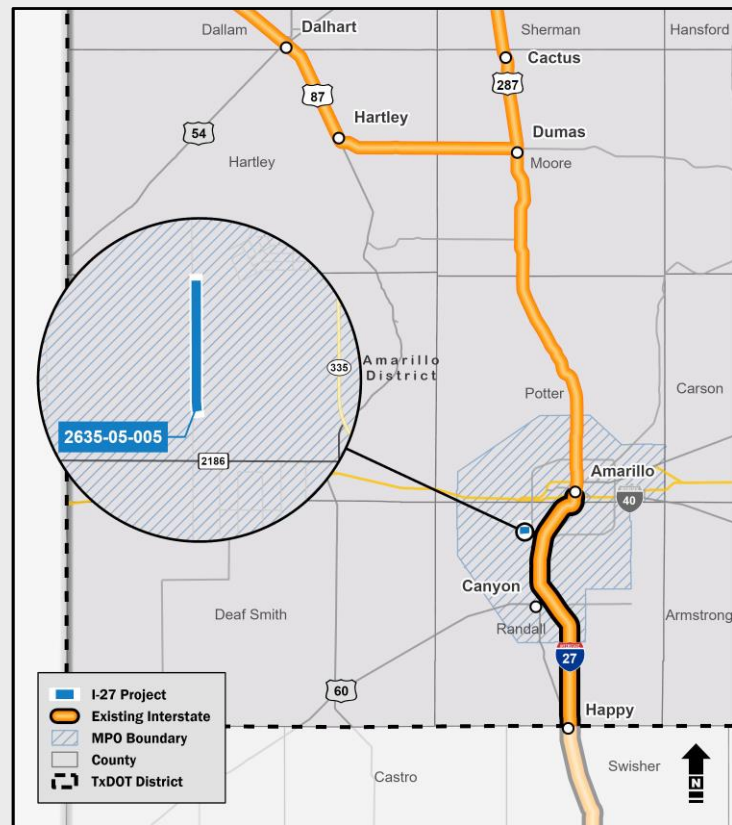 Dallam
Dalhart
Sherman
Hansford
Cactus
87
287
54
Hartley
Dumas
Hartley
Moore
335
Amarillo
District
Potter
Carson
2635-05-005
2186
Amarillo
40
Canyon
Deaf Smith
Randall
Armstrong
INTERSTATE
27
60
Happy
I-27 Project
Existing Interstate
MPO Boundary
County
TxDOT District
Castro
Swisher
N